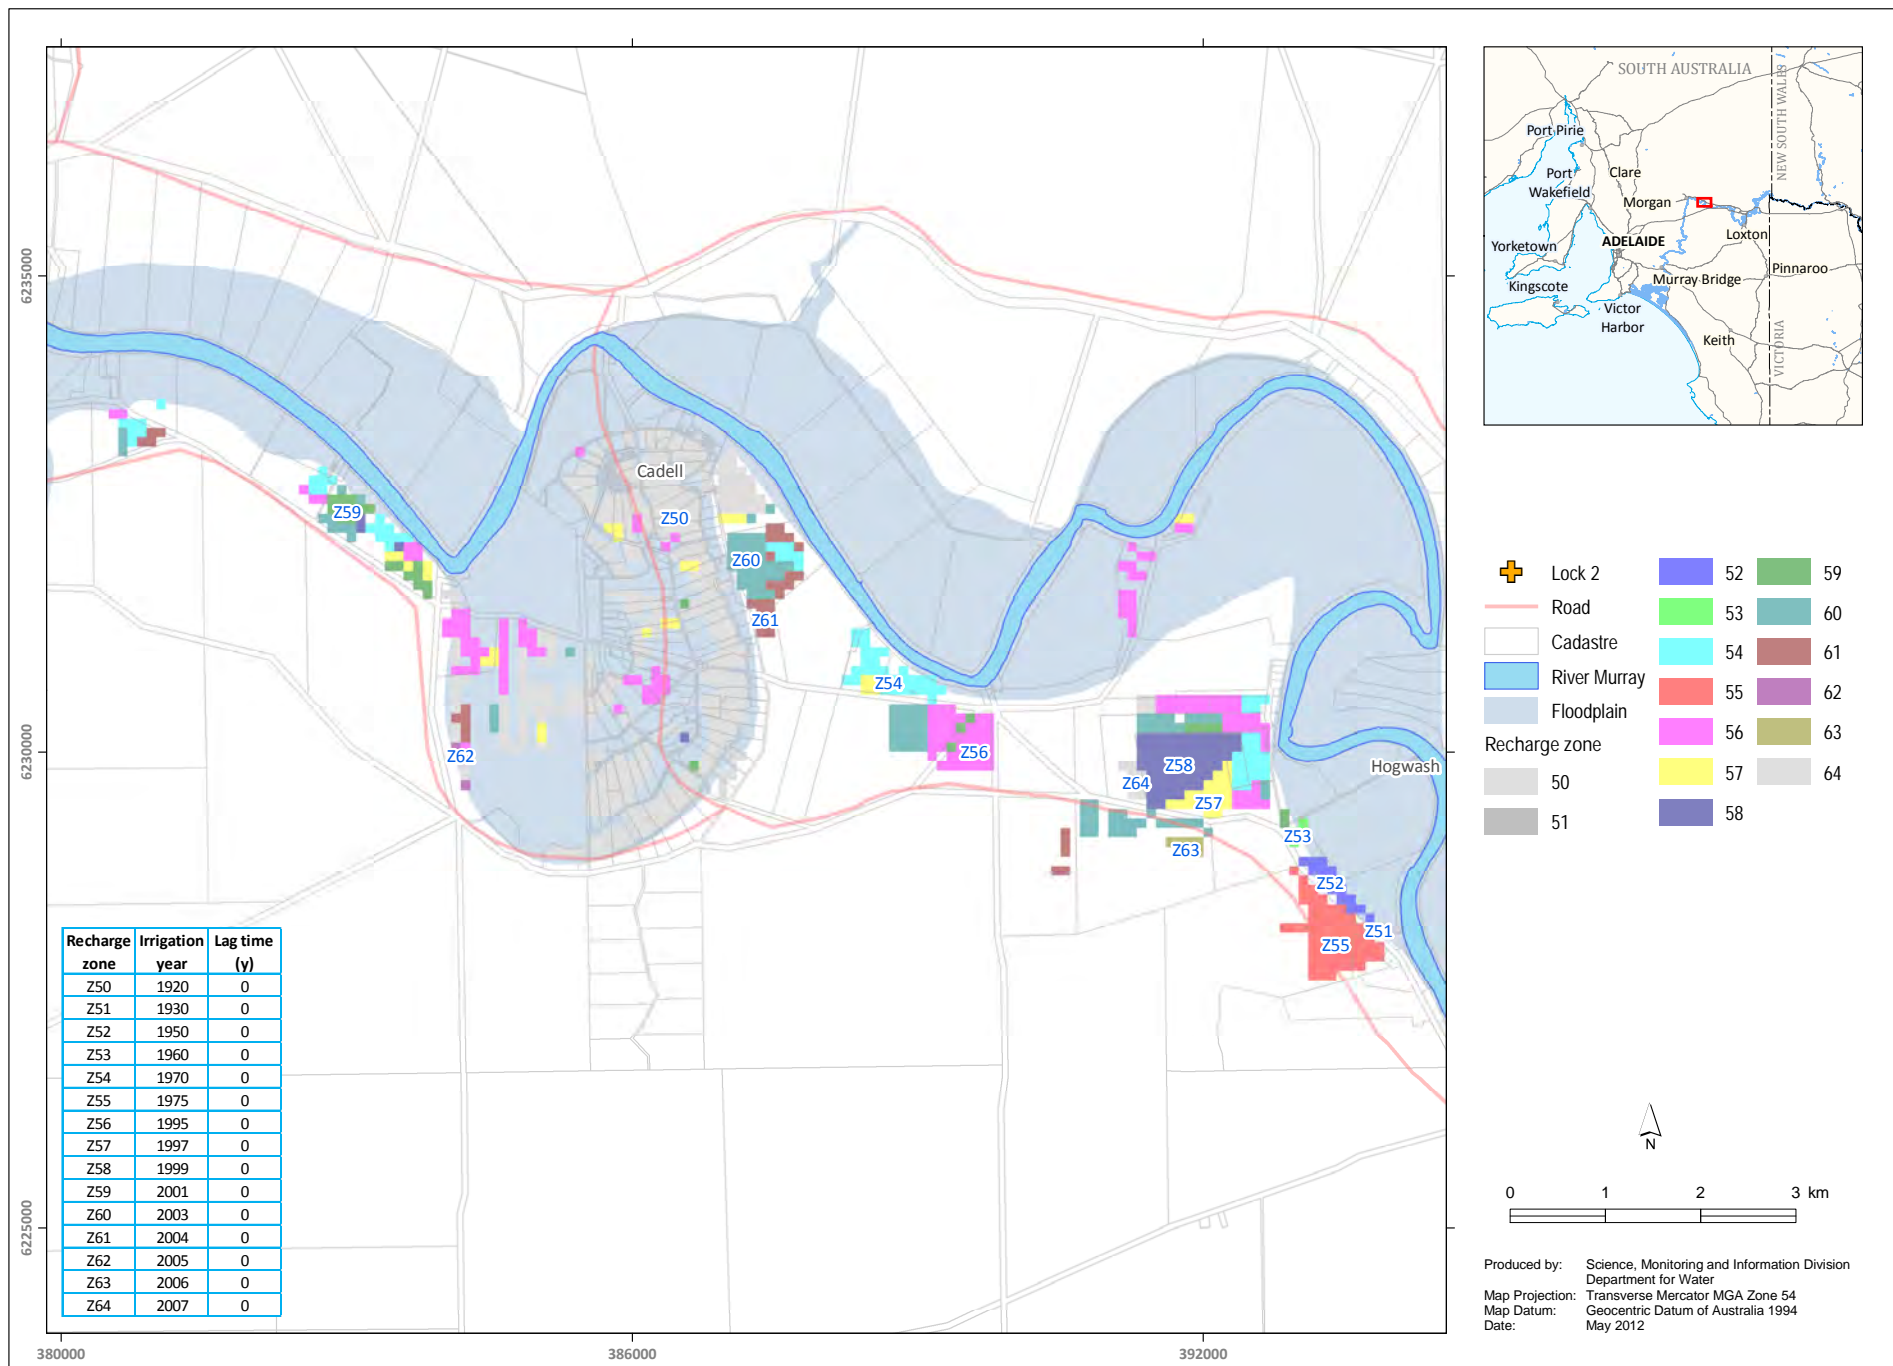 SOUTH AUSTRALIA
NEW SOUTH WALES
Port Pirie
Port
Wakefield
Clare
Morgan
Yorketown
ADELAIDE
Loxton
Kingscote
Murray Bridge
Pinnaroo
Victor
Harbor
Keith
VICTORIA
6235000
6230000
6225000
380000
386000
392000
Cadell
Hogwash
Z59
Z50
Z60
Z61
Z54
Z62
Z56
Z58
Z64
Z57
Z53
Z63
Z52
Z51
Z55
Lock 2
Road
Cadastre
River Murray
Floodplain
Recharge zone
50
51
52
53
54
55
56
57
58
59
60
61
62
63
64
Recharge zone Irrigation year Lag time (y)
Z50 1920 0
Z51 1930 0
Z52 1950 0
Z53 1960 0
Z54 1970 0
Z55 1975 0
Z56 1995 0
Z57 1997 0
Z58 1999 0
Z59 2001 0
Z60 2003 0
Z61 2004 0
Z62 2005 0
Z63 2006 0
Z64 2007 0
N
0 1 2 3 km
Produced by: Science, Monitoring and Information Division
Department for Water
Map Projection: Transverse Mercator MGA Zone 54
Map Datum: Geocentric Datum of Australia 1994
Date: May 2012